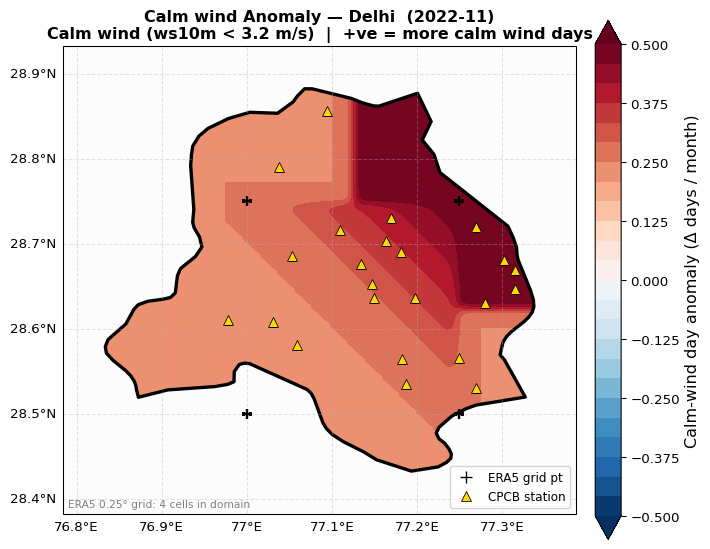 Calm wind Anomaly — Delhi  (2022-11)
Calm wind (ws10m < 3.2 m/s)  |  +ve = more calm wind days
28.9°N
28.8°N
28.7°N
28.6°N
28.5°N
28.4°N
76.8°E
76.9°E
77°E
77.1°E
77.2°E
77.3°E
ERA5 0.25° grid: 4 cells in domain
ERA5 grid pt
CPCB station
0.500
0.375
0.250
0.125
0.000
−0.125
−0.250
−0.375
−0.500
Calm-wind day anomaly (Δ days / month)